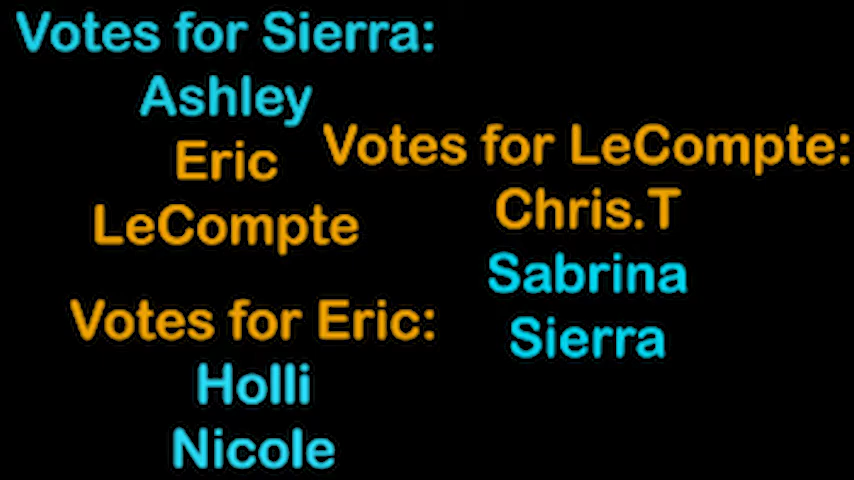 Votes for Sierra:
Ashley
Eric
LeCompte
Votes for LeCompte:
Chris.T
Sabrina
Sierra
Votes for Eric:
Holli
Nicole